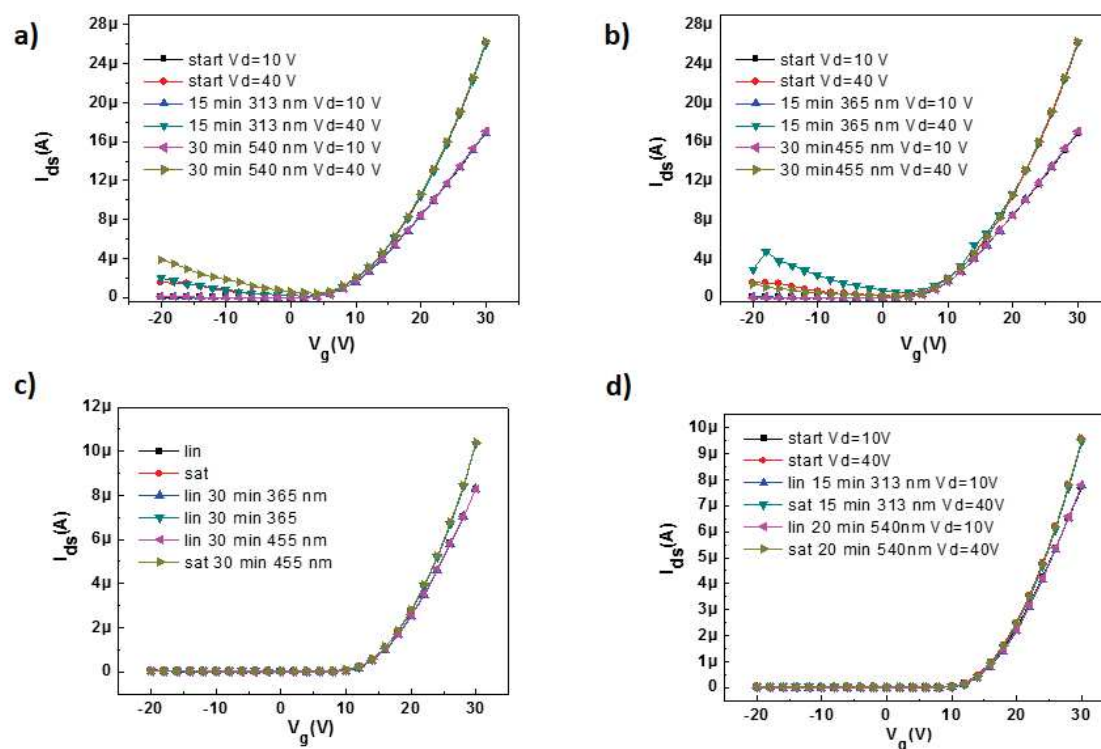 a)
28µ
24µ
20µ
16µ
12µ
8µ
4µ
0
Ids(A)
start Vd=10 V
start Vd=40 V
15 min 313 nm Vd=10 V
15 min 313 nm Vd=40 V
30 min 540 nm Vd=10 V
30 min 540 nm Vd=40 V
-20 -10 0 10 20 30
Vg(V)
b)
28µ
24µ
20µ
16µ
12µ
8µ
4µ
0
Ids(A)
start Vd=10 V
start Vd=40 V
15 min 365 nm Vd=10 V
15 min 365 nm Vd=40 V
30 min455 nm Vd=10 V
30 min455 nm Vd=40 V
-20 -10 0 10 20 30
Vg(V)
c)
12µ
10µ
8µ
6µ
4µ
2µ
0
Ids(A)
lin
sat
lin 30 min 365 nm
lin 30 min 365
lin 30 min 455 nm
sat 30 min 455 nm
-20 -10 0 10 20 30
Vg(V)
d)
10µ
9µ
8µ
7µ
6µ
5µ
4µ
3µ
2µ
1µ
0
Ids(A)
start Vd=10V
start Vd=40V
lin 15 min 313 nm Vd=10V
sat 15 min 313 nm Vd=40V
lin 20 min 540nm Vd=10V
sat 20 min 540nm Vd=40V
-20 -10 0 10 20 30
Vg(V)